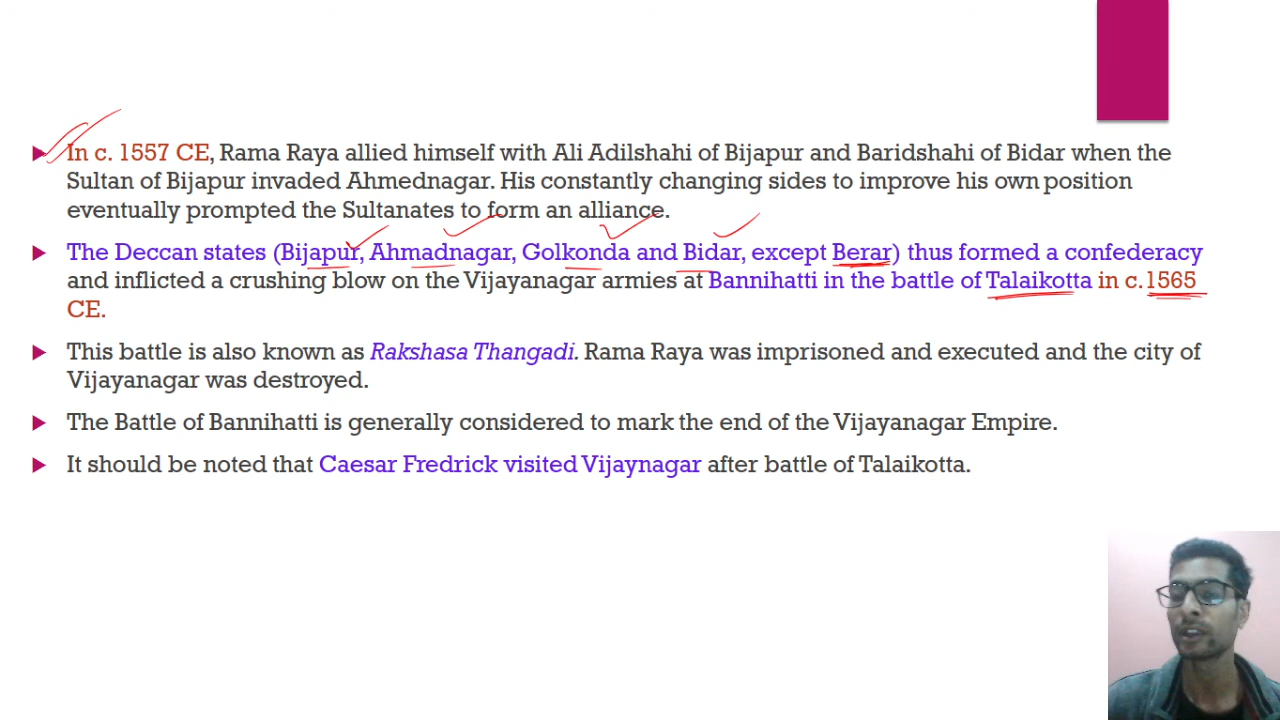 In c. 1557 CE, Rama Raya allied himself with Ali Adilshahi of Bijapur and Baridshahi of Bidar when the
Sultan of Bijapur invaded Ahmednagar. His constantly changing sides to improve his own position
eventually prompted the Sultanates to form an alliance.
The Deccan states (Bijapur, Ahmadnagar, Golkonda and Bidar, except Berar) thus formed a confederacy
and inflicted a crushing blow on the Vijayanagar armies at Bannihatti in the battle of Talaikotta in c.1565
CE.
This battle is also known as Rakshasa Thangadi. Rama Raya was imprisoned and executed and the city of
Vijayanagar was destroyed.
The Battle of Bannihatti is generally considered to mark the end of the Vijayanagar Empire.
It should be noted that Caesar Fredrick visited Vijaynagar after battle of Talaikotta.